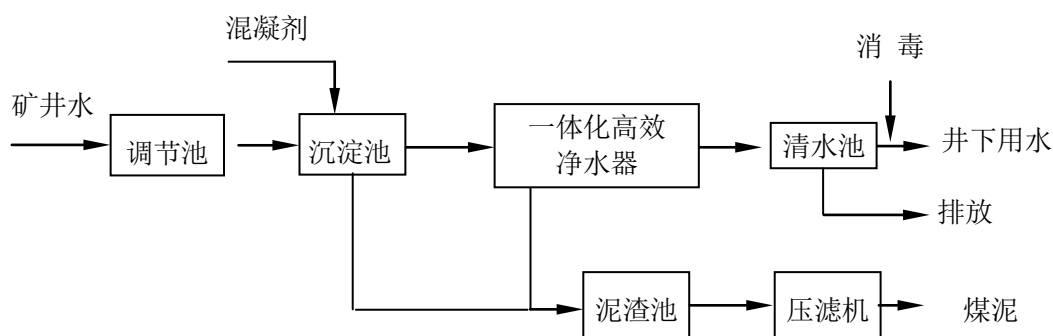 混凝剂
消 毒
矿井水
调节池
沉淀池
一体化高效
净水器
清水池
井下用水
排放
泥渣池
压滤机
煤泥